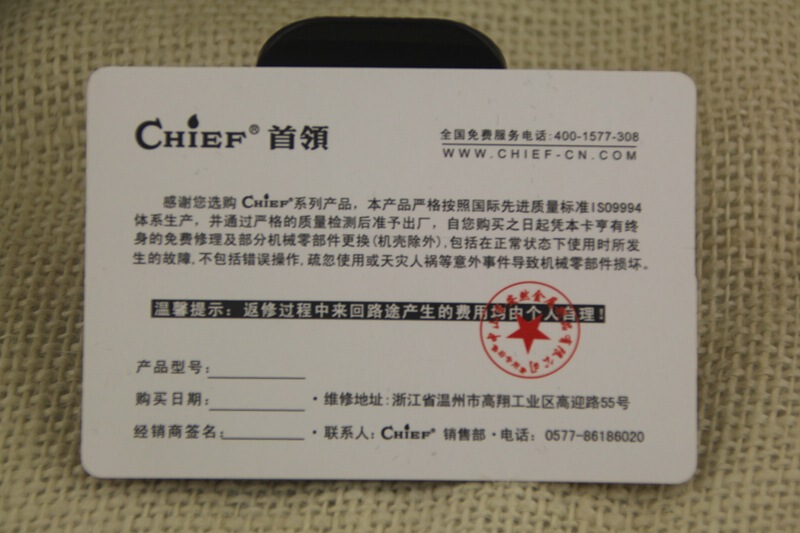 CHIEF® 首領
全国免费服务电话:400-1577-308
WWW.CHIEF-CN.COM
感谢您选购 CHIEF® 系列产品，本产品严格按照国际先进质量标准ISO9994
体系生产，并通过严格的质量检测后准予出厂，自您购买之日起凭本卡亨有终
身的免费修理及部分机械零部件更换(机壳除外),包括在正常状态下使用时所发
生的故障,不包括错误操作,疏忽使用或天灾人祸等意外事件导致机械零部件损坏。
温馨提示：返修过程中来回路途产生的费用均由个人自理！
产品型号:
购买日期:
·维修地址:浙江省温州市高翔工业区高迎路55号
经销商签名:
·联系人: CHIEF® 销售部·电话：0577-86186020